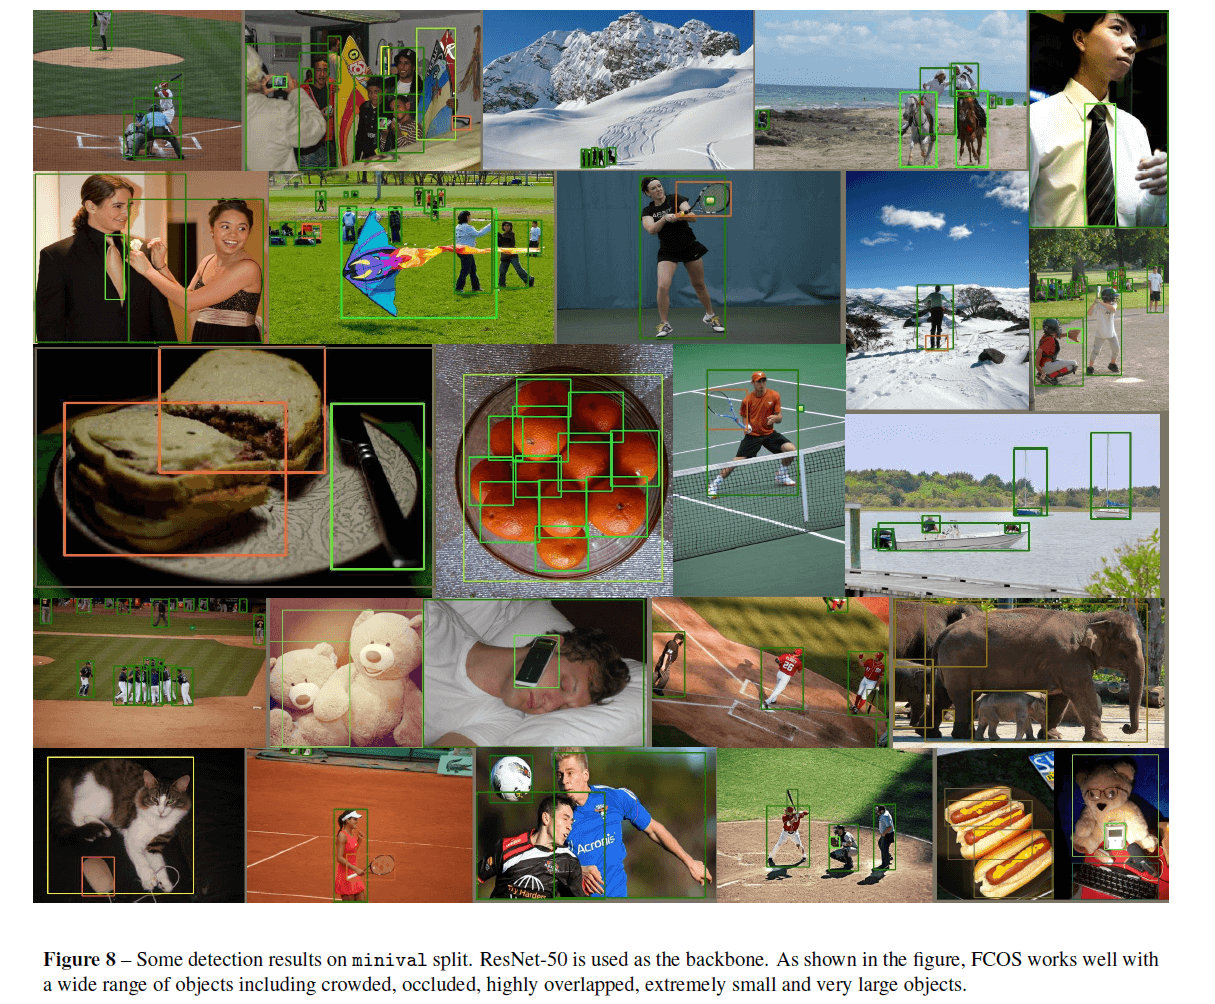 26
Acronis
Figure 8 – Some detection results on minival split. ResNet-50 is used as the backbone. As shown in the figure, FCOS works well with
a wide range of objects including crowded, occluded, highly overlapped, extremely small and very large objects.